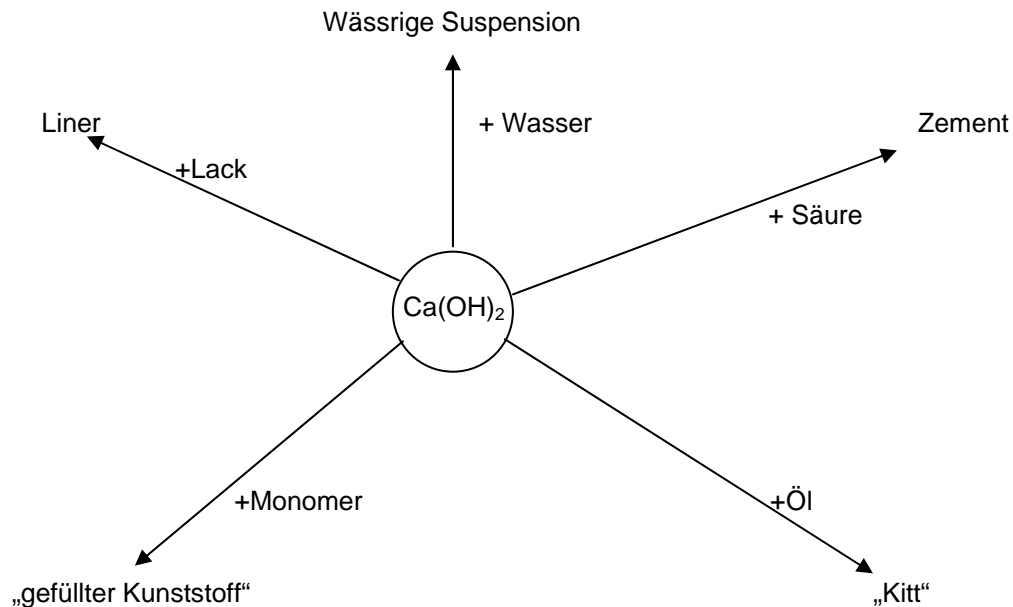 Wässrige Suspension
Liner
+ Wasser
Zement
+Lack
+ Säure
Ca(OH)₂
+Monomer
+Öl
„gefüllter Kunststoff“
„Kitt“